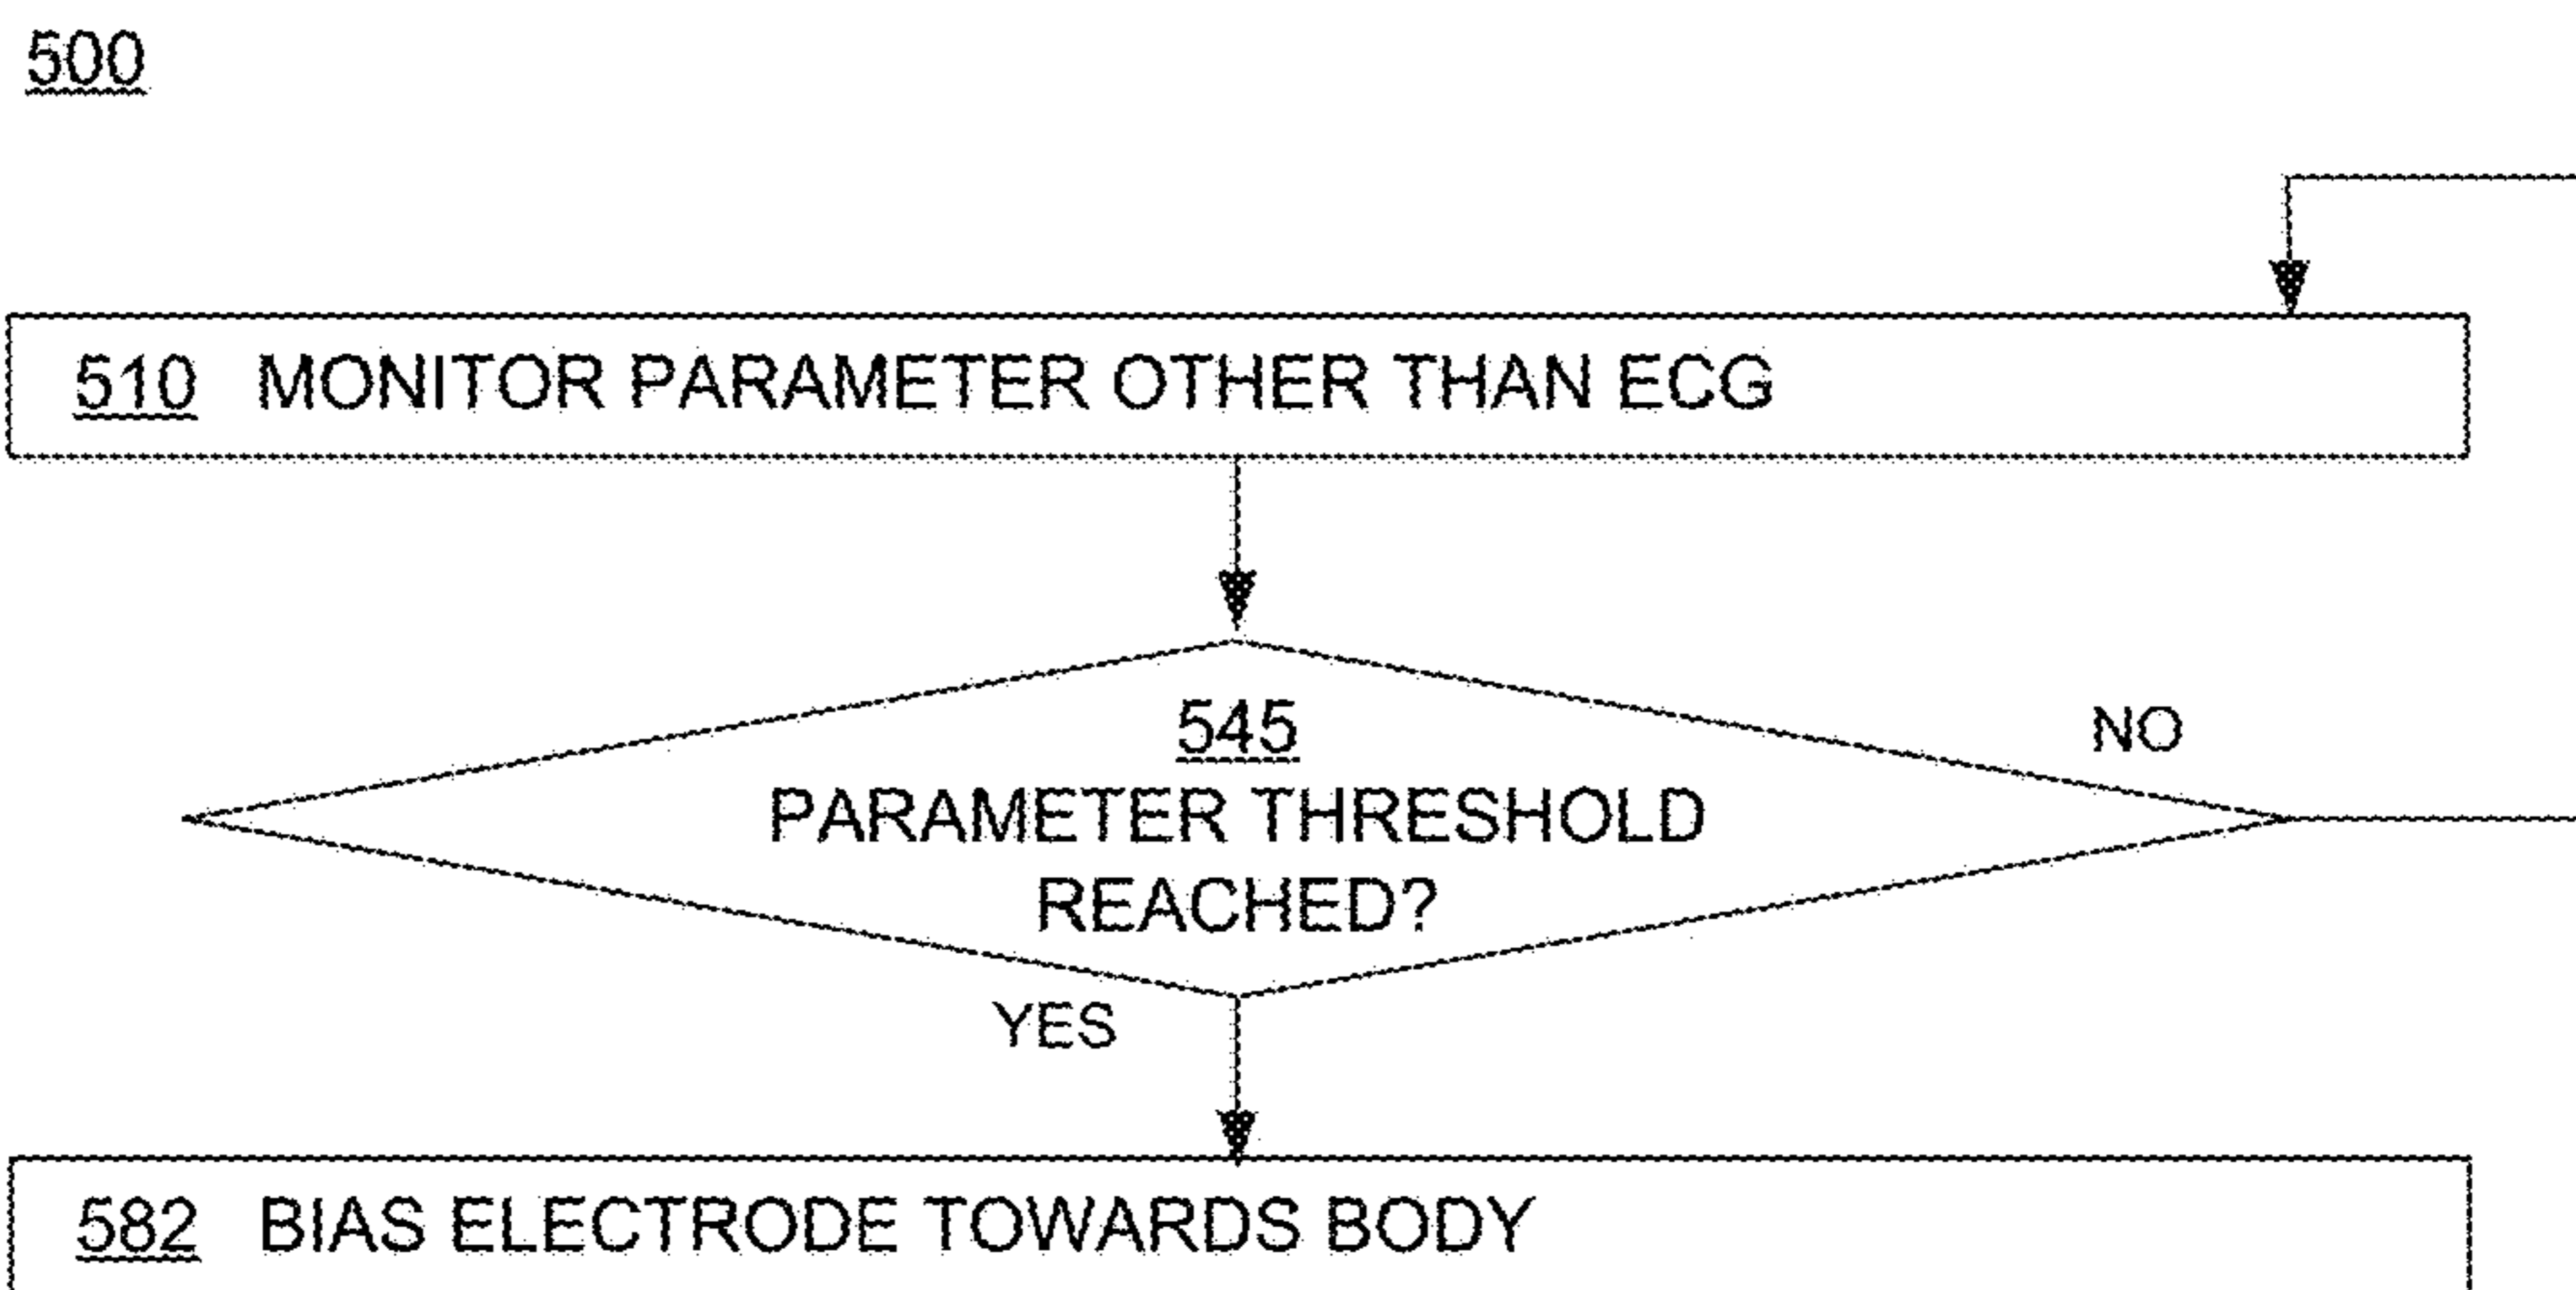 500
510 MONITOR PARAMETER OTHER THAN ECG
545
PARAMETER THRESHOLD
REACHED?
NO
YES
582 BIAS ELECTRODE TOWARDS BODY